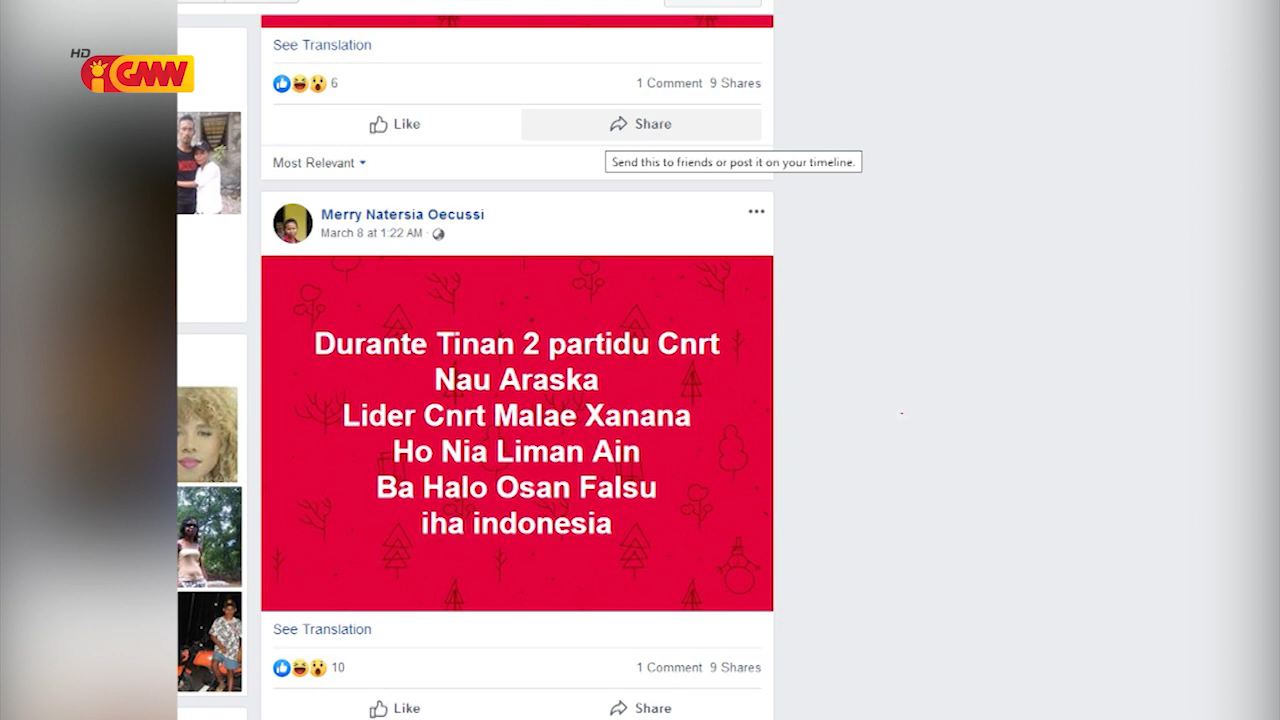 HD
GMN
See Translation
6
1 Comment 9 Shares
Like
Share
Most Relevant
Send this to friends or post it on your timeline.
Merry Natersia Oecussi
March 8 at 1:22 AM ·
Durante Tinan 2 partidu Cnrt
Nau Araska
Lider Cnrt Malae Xanana
Ho Nia Liman Ain
Ba Halo Osan Falsu
iha indonesia
See Translation
10
1 Comment 9 Shares
Like
Share